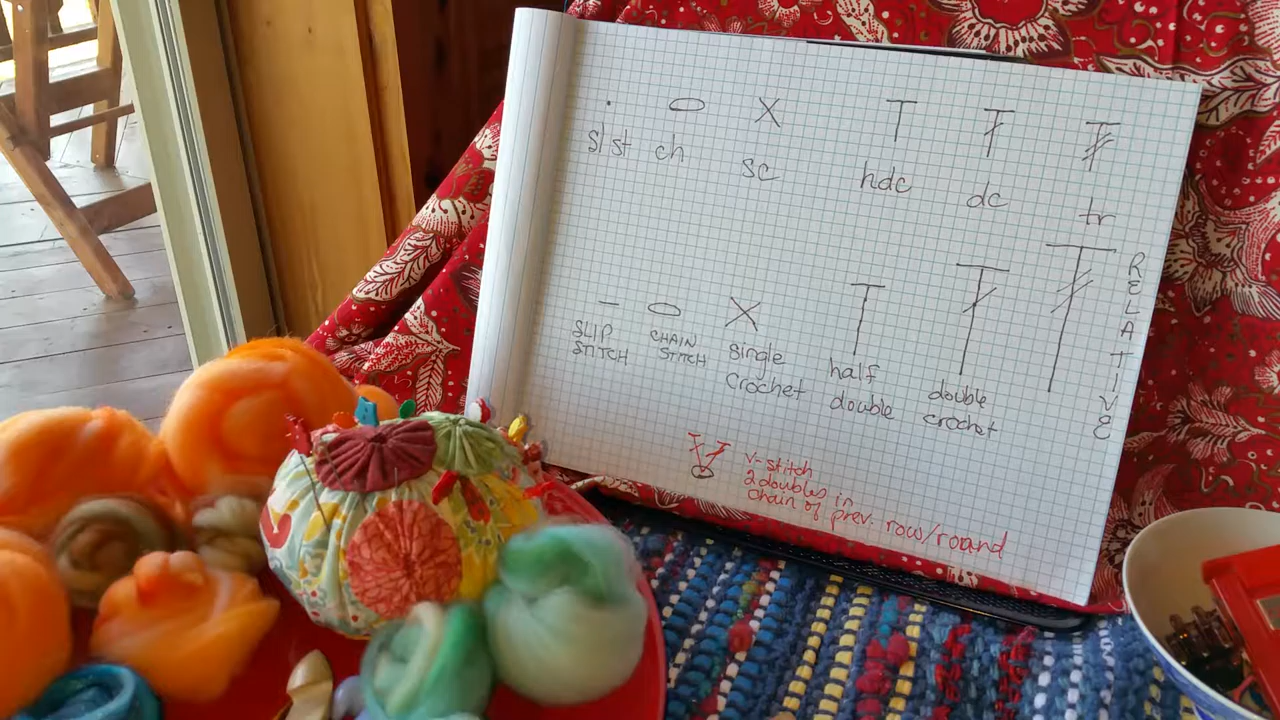 sl st ch sc hdc dc tr
SLIP STITCH
CHAIN STITCH
single crochet
half double
double crochet
RELATIVE
v-stitch
2 doubles in
chain of prev. row/roand